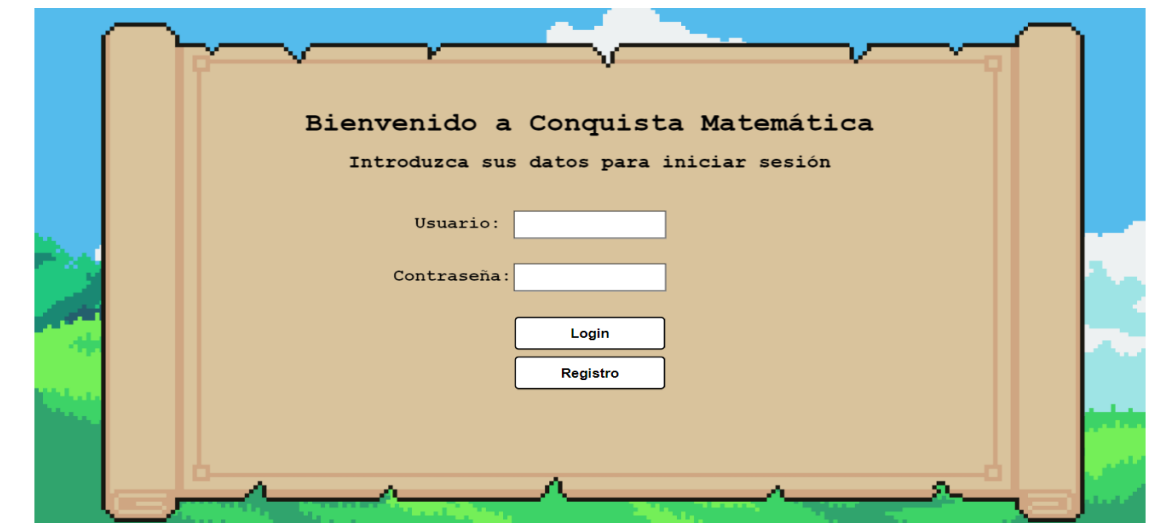 Bienvenido a Conquista Matemática
Introduzca sus datos para iniciar sesión
Usuario:
Contraseña:
Login
Registro